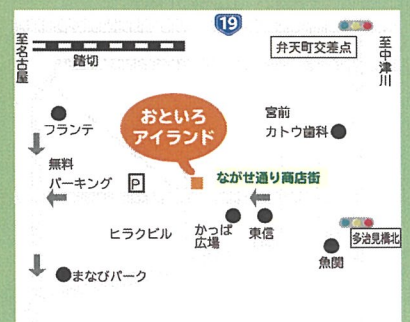 19
弁天町交差点
至名古屋
至中津川
踏切
おといろ
アイランド
フランテ
宮前
カトウ歯科
無料
パーキング
P
ながせ通り商店街
ヒラクビル
かっぱ
広場
東信
多治見橋北
魚関
まなびパーク